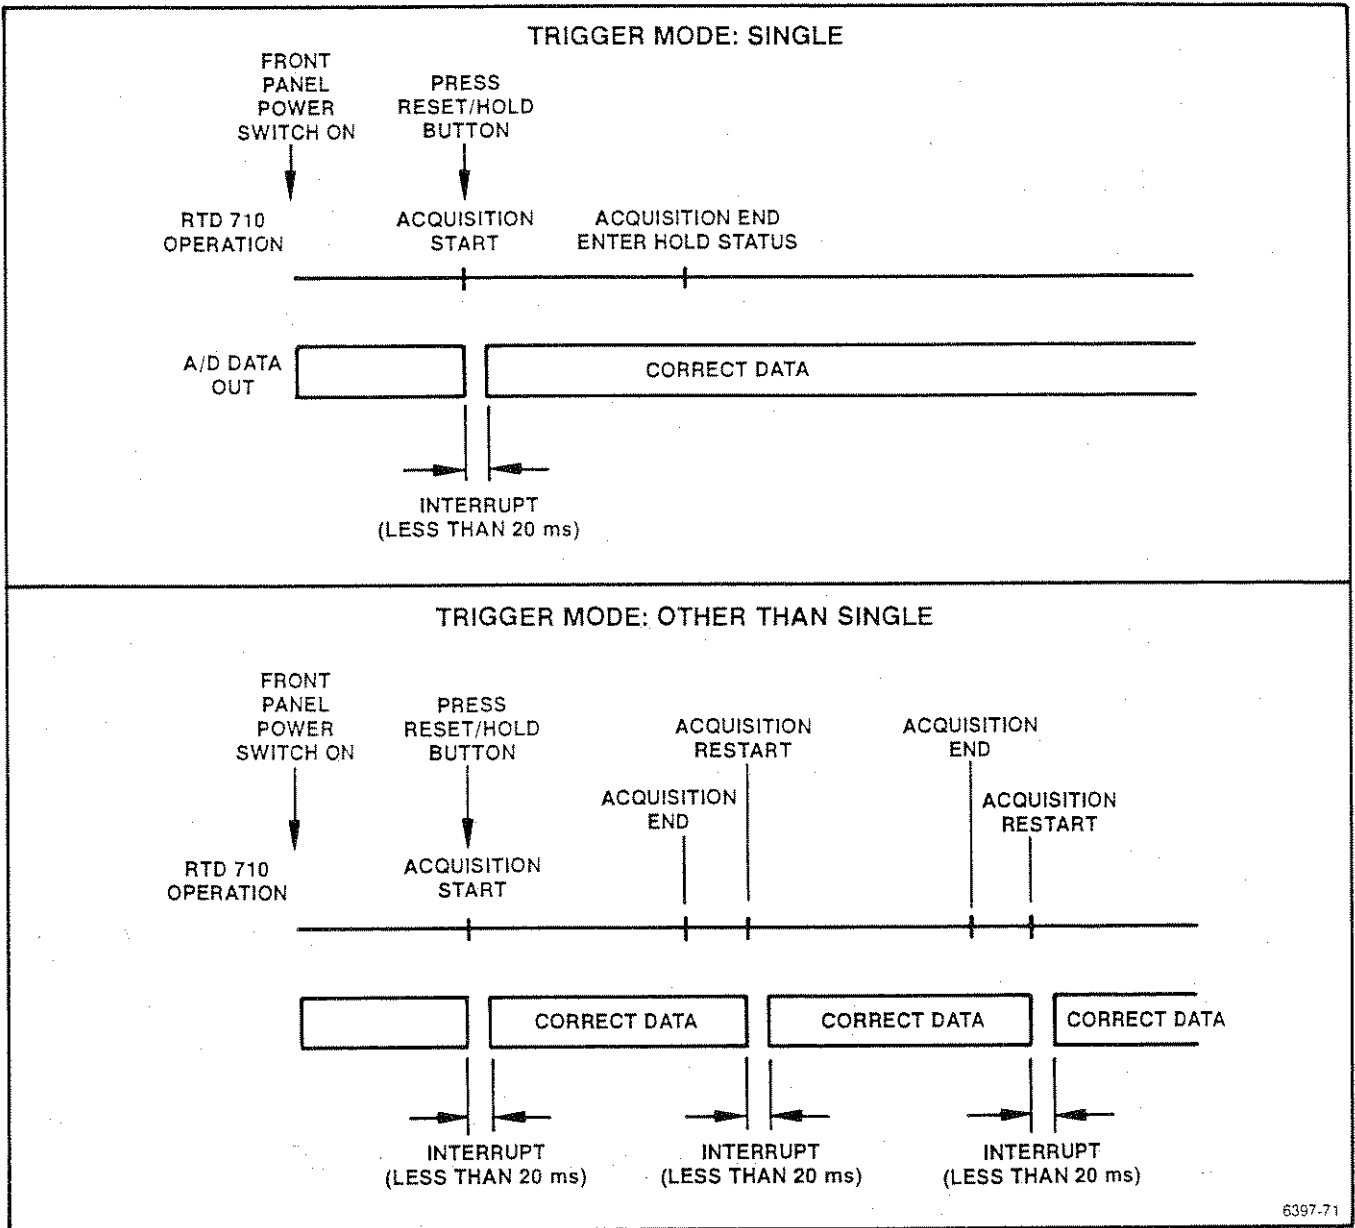 TRIGGER MODE: SINGLE
FRONT
PANEL
POWER
SWITCH ON
PRESS
RESET/HOLD
BUTTON
RTD 710
OPERATION
ACQUISITION
START
ACQUISITION END
ENTER HOLD STATUS
A/D DATA
OUT
CORRECT DATA
INTERRUPT
(LESS THAN 20 ms)
TRIGGER MODE: OTHER THAN SINGLE
FRONT
PANEL
POWER
SWITCH ON
PRESS
RESET/HOLD
BUTTON
ACQUISITION
RESTART
ACQUISITION
END
ACQUISITION
END
ACQUISITION
RESTART
RTD 710
OPERATION
ACQUISITION
START
CORRECT DATA
CORRECT DATA
CORRECT DATA
INTERRUPT
(LESS THAN 20 ms)
INTERRUPT
(LESS THAN 20 ms)
INTERRUPT
(LESS THAN 20 ms)
6397-71